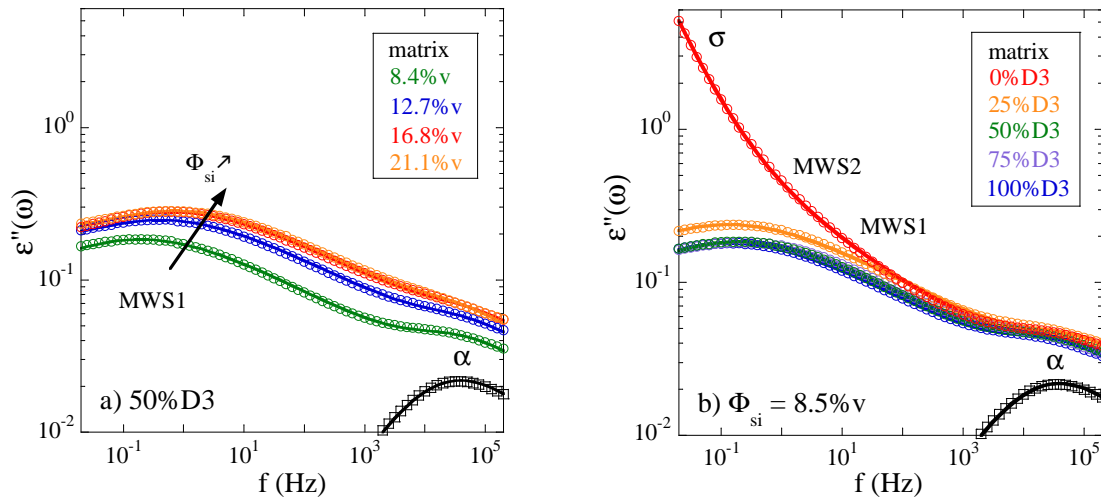 matrix
8.4%v
12.7%v
16.8%v
21.1%v
Φsi ↗
MWS1
α
a) 50%D3
ε''(ω)
10⁰
10⁻¹
10⁻²
10⁻¹ 10¹ 10³ 10⁵
f (Hz)
σ
matrix
0%D3
25%D3
50%D3
75%D3
100%D3
MWS2
MWS1
α
b) Φsi = 8.5%v
ε''(ω)
10⁰
10⁻¹
10⁻²
10⁻¹ 10¹ 10³ 10⁵
f (Hz)